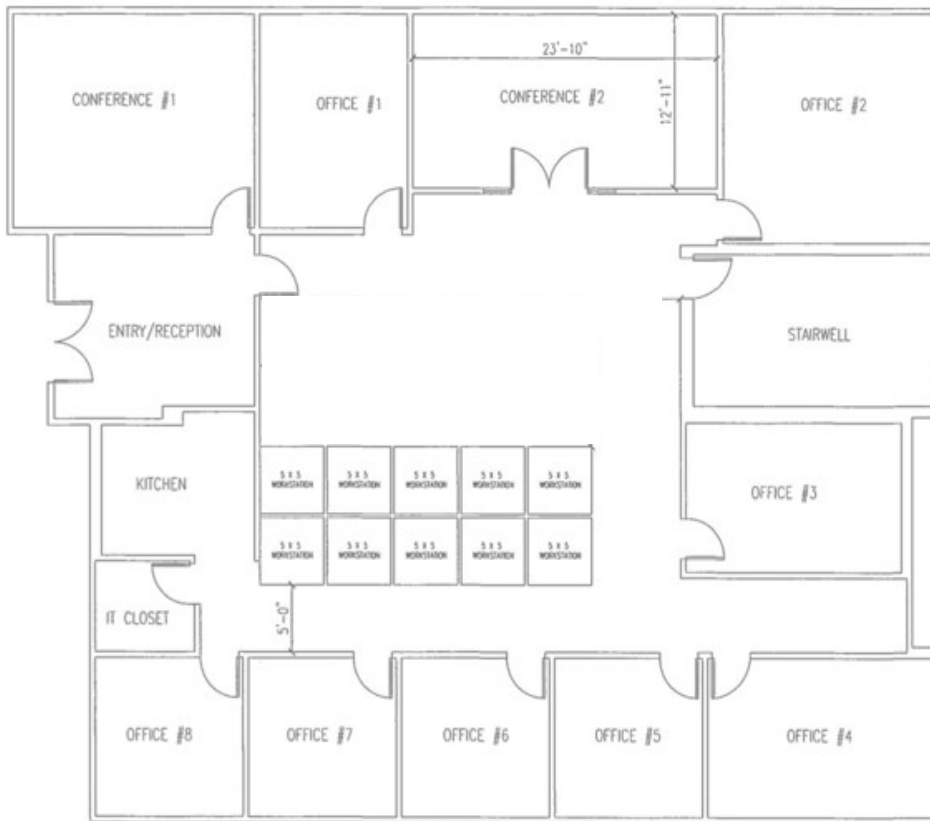 23'-10"
CONFERENCE #1
OFFICE #1
CONFERENCE #2
12'-11"
OFFICE #2
ENTRY/RECEPTION
STAIRWELL
KITCHEN
5 X 5
WORKSTATION
5 X 5
WORKSTATION
5 X 5
WORKSTATION
5 X 5
WORKSTATION
5 X 5
WORKSTATION
OFFICE #3
5 X 5
WORKSTATION
5 X 5
WORKSTATION
5 X 5
WORKSTATION
5 X 5
WORKSTATION
5 X 5
WORKSTATION
IT CLOSET
5'-0"
OFFICE #8
OFFICE #7
OFFICE #6
OFFICE #5
OFFICE #4